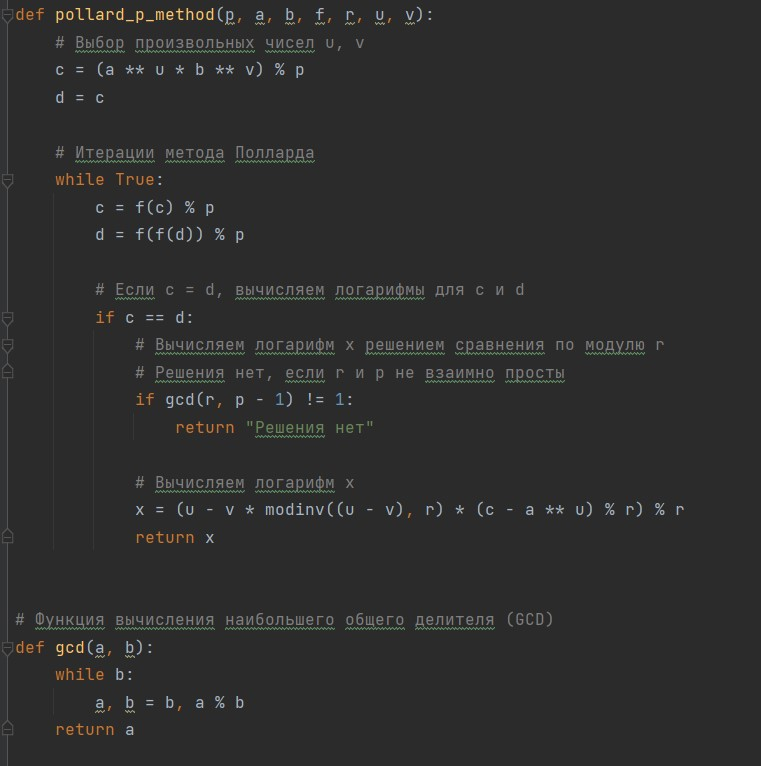 def pollard_p_method(p, a, b, f, r, u, v):
    # Выбор произвольных чисел u, v
    c = (a ** u * b ** v) % p
    d = c

    # Итерации метода Полларда
    while True:
        c = f(c) % p
        d = f(f(d)) % p

        # Если c = d, вычисляем логарифмы для c и d
        if c == d:
            # Вычисляем логарифм x решением сравнения по модулю r
            # Решения нет, если r и p не взаимно просты
            if gcd(r, p - 1) != 1:
                return "Решения нет"

            # Вычисляем логарифм x
            x = (u - v * modinv((u - v), r) * (c - a ** u) % r) % r
            return x


# Функция вычисления наибольшего общего делителя (GCD)
def gcd(a, b):
    while b:
        a, b = b, a % b
    return a